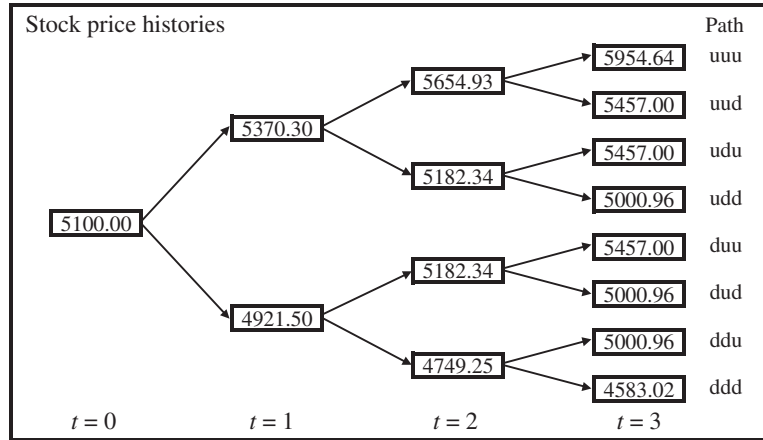 Stock price histories
Path
5954.64 uuu
5654.93
5457.00 uud
5370.30
5457.00 udu
5182.34
5000.96 udd
5100.00
5457.00 duu
5182.34
5000.96 dud
4921.50
5000.96 ddu
4749.25
4583.02 ddd
t = 0 t = 1 t = 2 t = 3